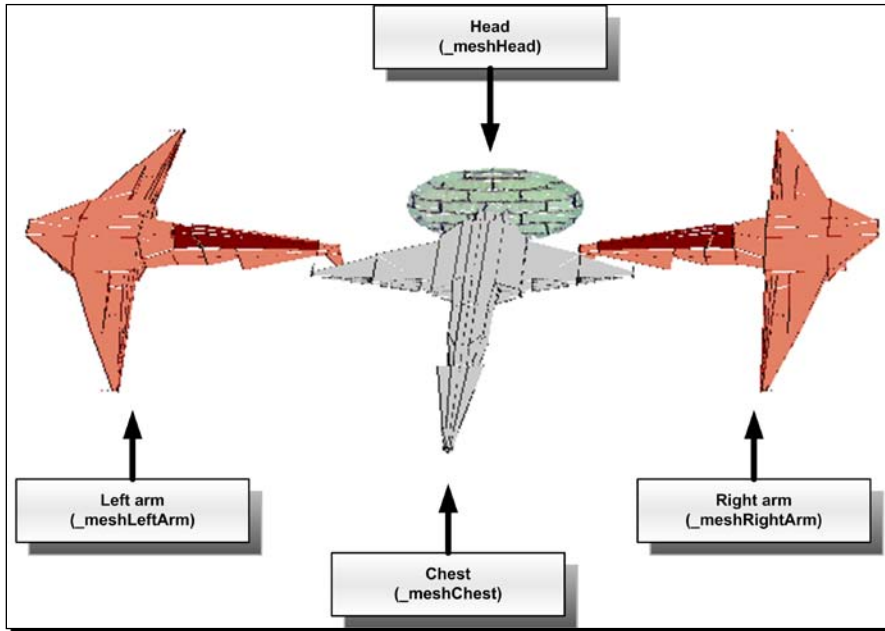 Head
(_meshHead)
Left arm
(_meshLeftArm)
Right arm
(_meshRightArm)
Chest
(_meshChest)